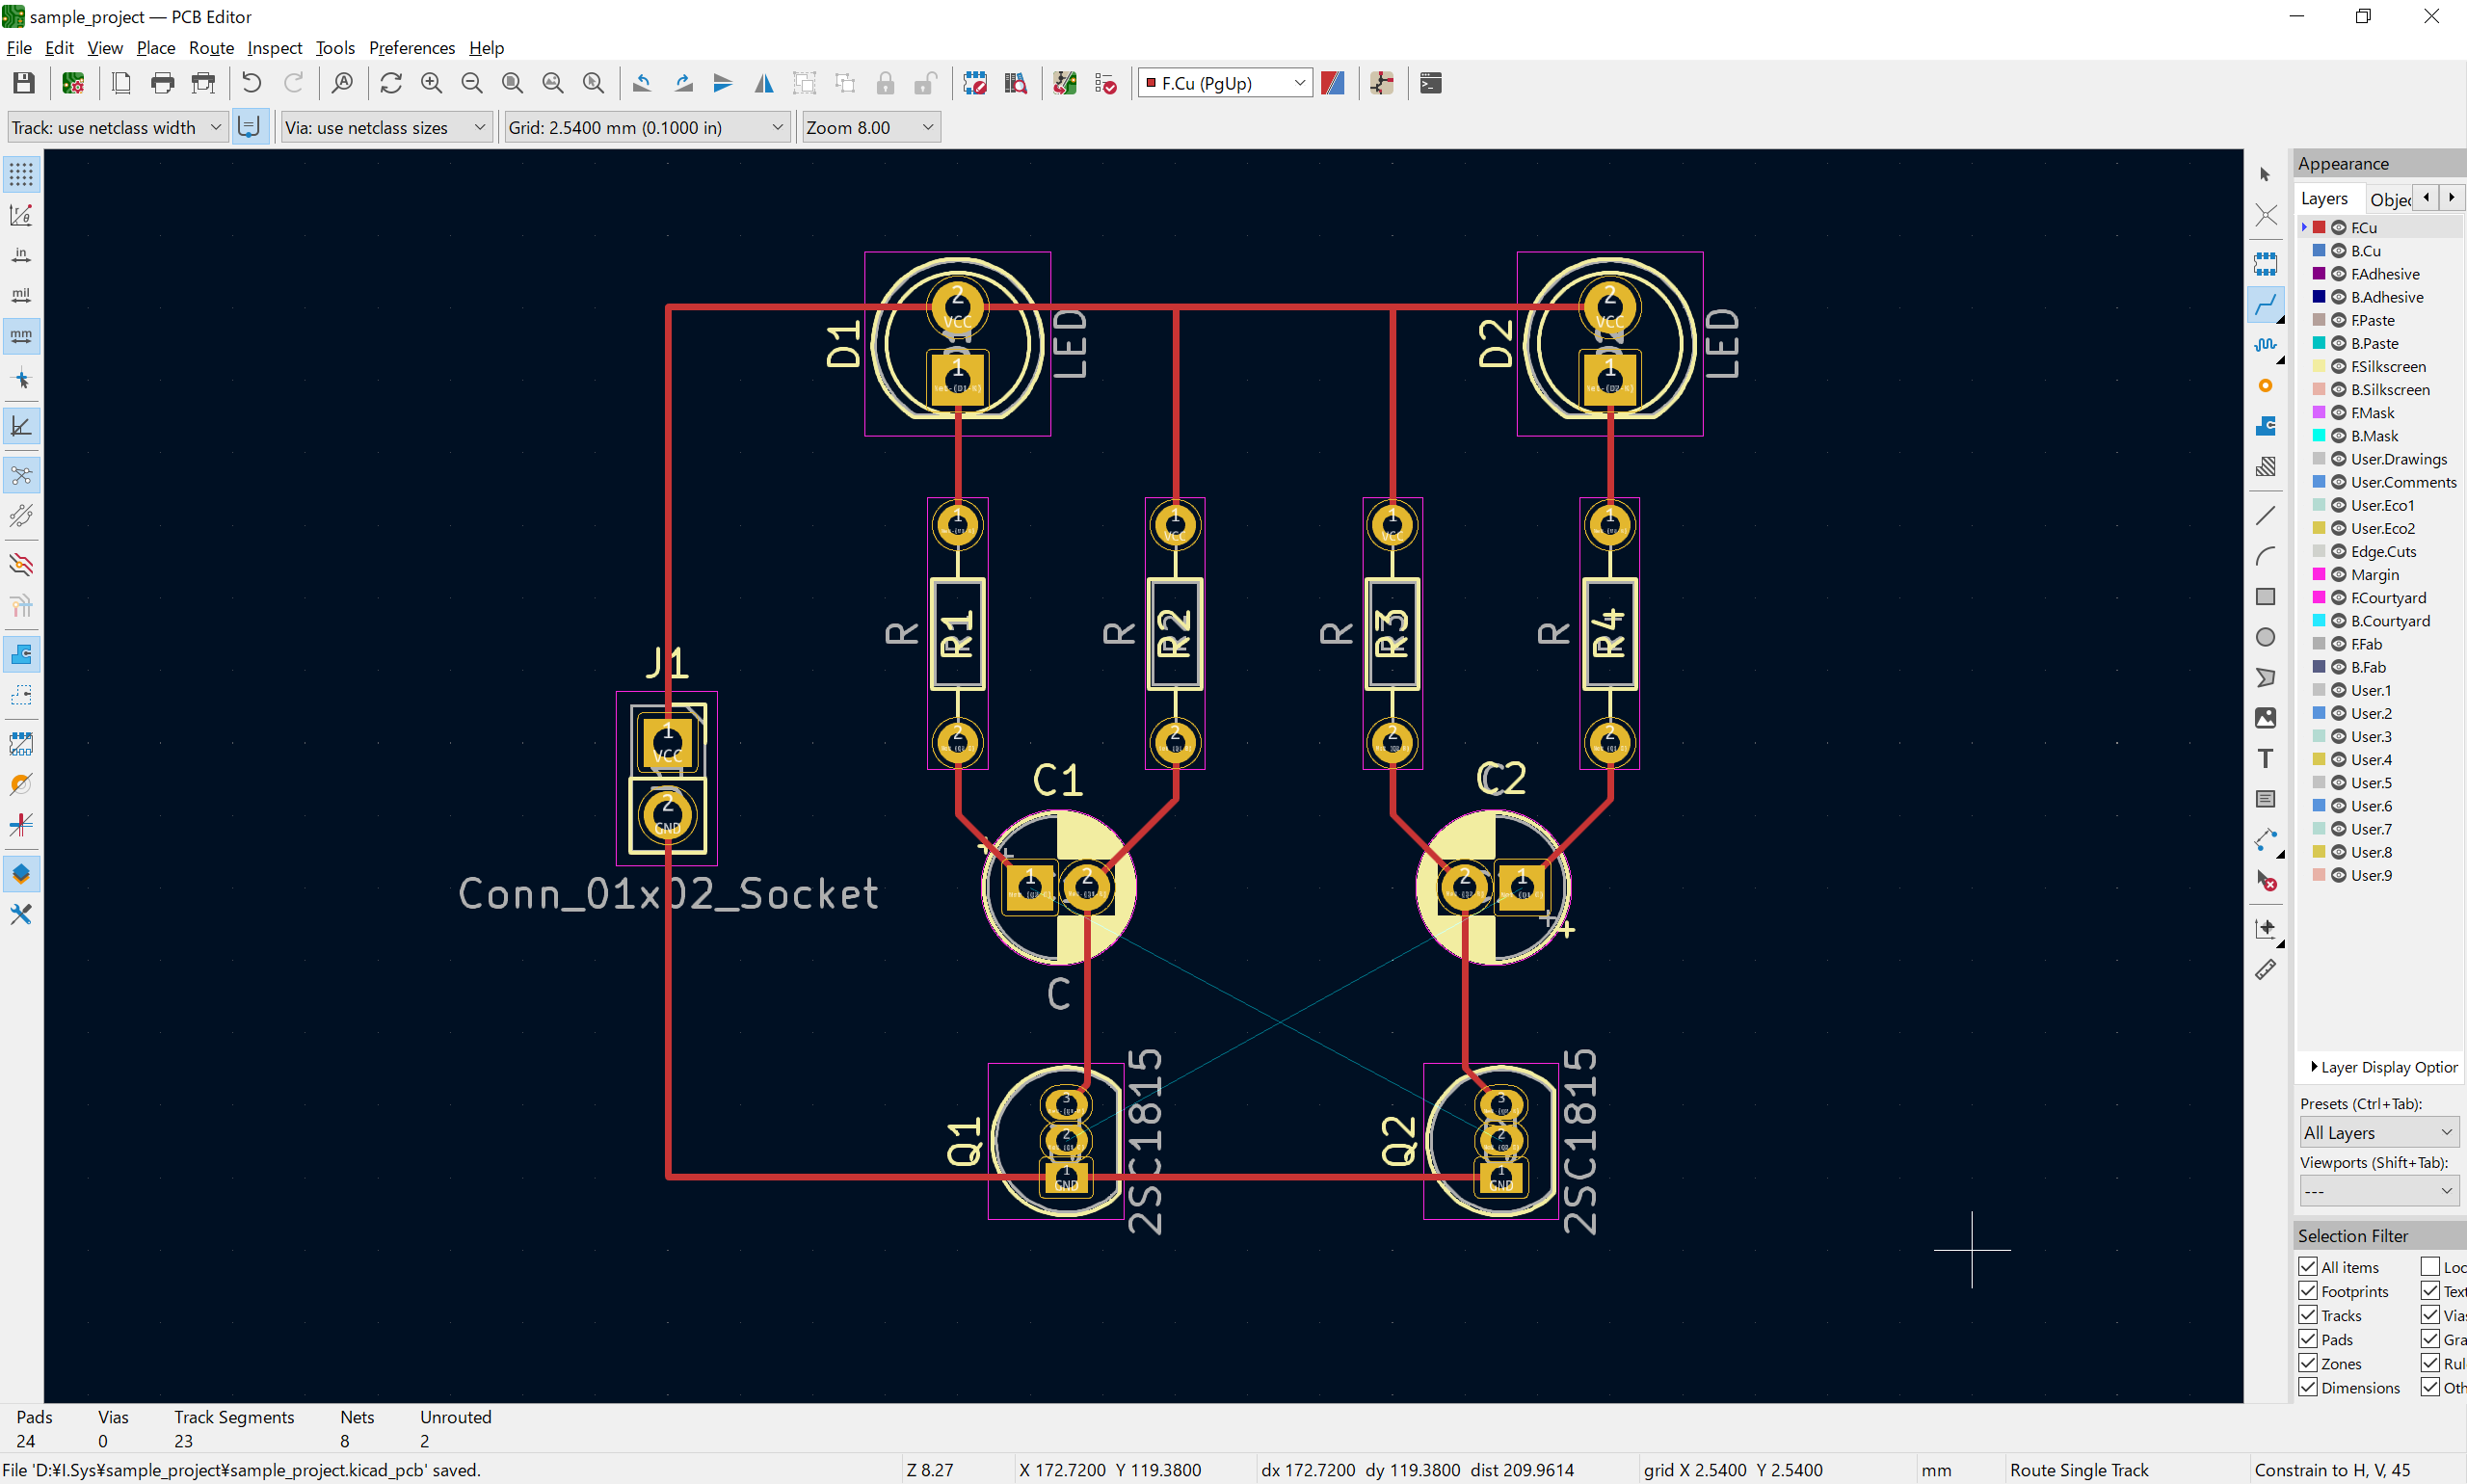 sample_project — PCB Editor
File Edit View Place Route Inspect Tools Preferences Help
F.Cu (PgUp)
Track: use netclass width
Via: use netclass sizes
Grid: 2.5400 mm (0.1000 in)
Zoom 8.00
in
mil
mm
D1
2
VCC
1
LED
D2
2
VCC
1
LED
1
1
VCC
1
VCC
1
R
R1
R
R2
R
R3
R
R4
2
2
2
2
J1
1
VCC
2
GND
Conn_01x02_Socket
C1
+
1
2
C
C2
2
1
+
Q1
3
2
1
GND
2SC1815
Q2
3
2
1
GND
2SC1815
Appearance
Layers
F.Cu
B.Cu
F.Adhesive
B.Adhesive
F.Paste
B.Paste
F.Silkscreen
B.Silkscreen
F.Mask
B.Mask
User.Drawings
User.Comments
User.Eco1
User.Eco2
Edge.Cuts
Margin
F.Courtyard
B.Courtyard
F.Fab
B.Fab
User.1
User.2
User.3
User.4
User.5
User.6
User.7
User.8
User.9
Layer Display Option
Presets (Ctrl+Tab):
All Layers
Viewports (Shift+Tab):
---
Selection Filter
All items
Footprints
Tracks
Pads
Zones
Dimensions
Pads Vias Track Segments Nets Unrouted
24 0 23 8 2
File 'D:¥I.Sys¥sample_project¥sample_project.kicad_pcb' saved.
Z 8.27
X 172.7200 Y 119.3800
dx 172.7200 dy 119.3800 dist 209.9614
grid X 2.5400 Y 2.5400
mm
Route Single Track
Constrain to H, V, 45